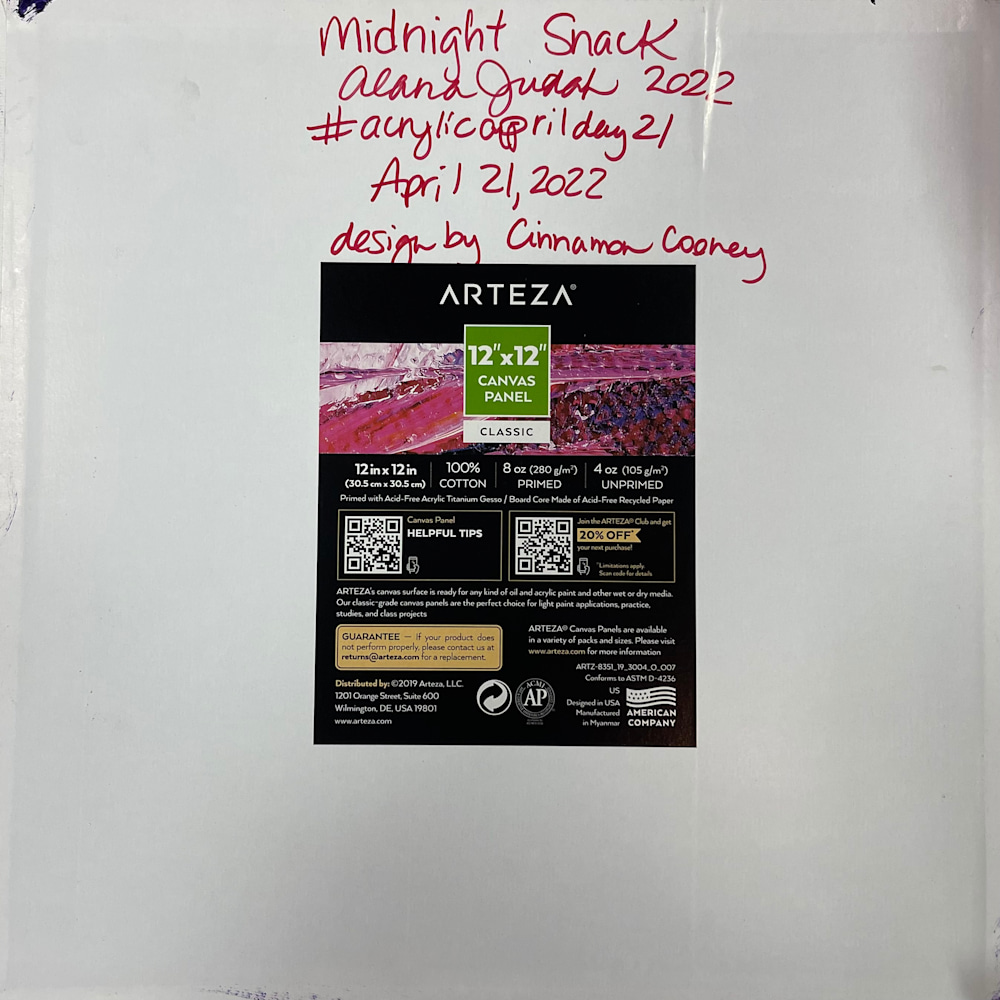 Midnight Snack
Alana Judah 2022
#acrylicapril day 21
April 21, 2022
design by Cinnamon Cooney
ARTEZA®
12"x12"
CANVAS
PANEL
CLASSIC
12 in x 12 in
(30.5 cm x 30.5 cm)
100%
COTTON
8 oz (280 g/m²)
PRIMED
4 oz (105 g/m²)
UNPRIMED
Primed with Acid-Free Acrylic Titanium Gesso / Board Core Made of Acid-Free Recycled Paper
Canvas Panel
HELPFUL TIPS
Join the ARTEZA® Club and get
20% OFF*
your next purchase!
*Limitations apply.
Scan code for details
ARTEZA's canvas surface is ready for any kind of oil and acrylic paint and other wet or dry media.
Our classic-grade canvas panels are the perfect choice for light paint applications, practice,
studies, and class projects
GUARANTEE — If your product does
not perform properly, please contact us at
returns@arteza.com for a replacement.
ARTEZA® Canvas Panels are available
in a variety of packs and sizes. Please visit
www.arteza.com for more information
ARTZ-8351_19_3004_0_007
Conforms to ASTM D-4236
Distributed by: ©2019 Arteza, LLC.
1201 Orange Street, Suite 600
Wilmington, DE, USA 19801
www.arteza.com
ACMI
AP
US
Designed in USA
Manufactured
in Myanmar
AMERICAN
COMPANY